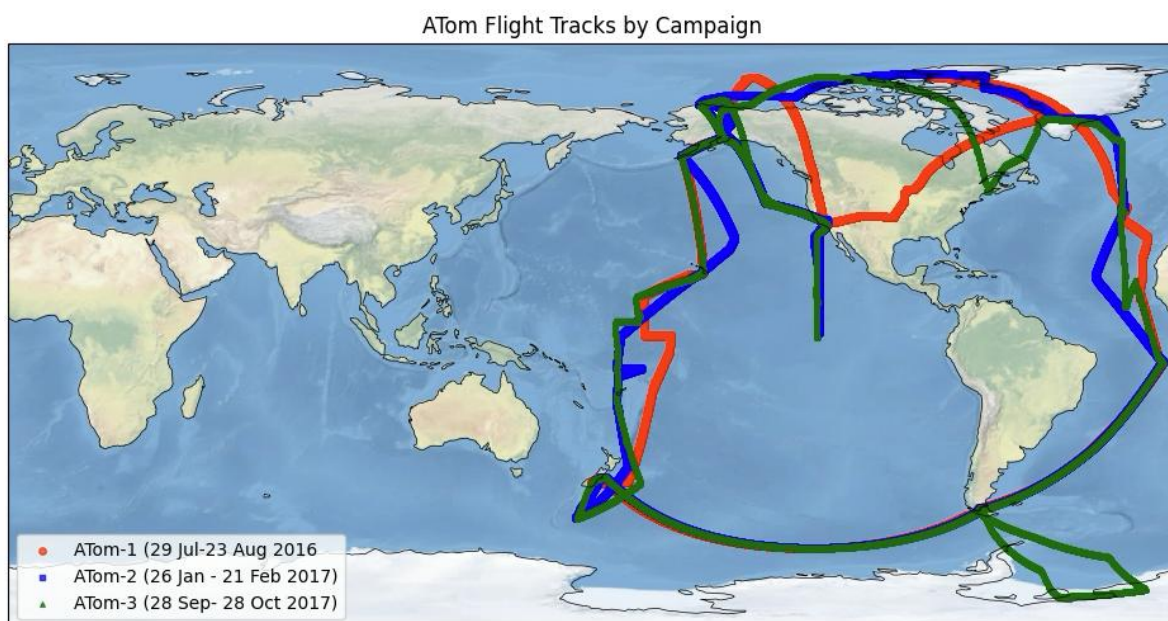 ATom Flight Tracks by Campaign
ATom-1 (29 Jul-23 Aug 2016
ATom-2 (26 Jan - 21 Feb 2017)
ATom-3 (28 Sep- 28 Oct 2017)